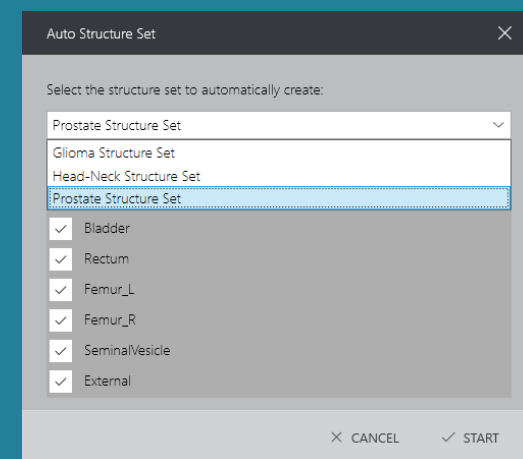 Auto Structure Set
Select the structure set to automatically create:
Prostate Structure Set
Glioma Structure Set
Head-Neck Structure Set
Prostate Structure Set
Bladder
Rectum
Femur_L
Femur_R
SeminalVesicle
External
CANCEL
START